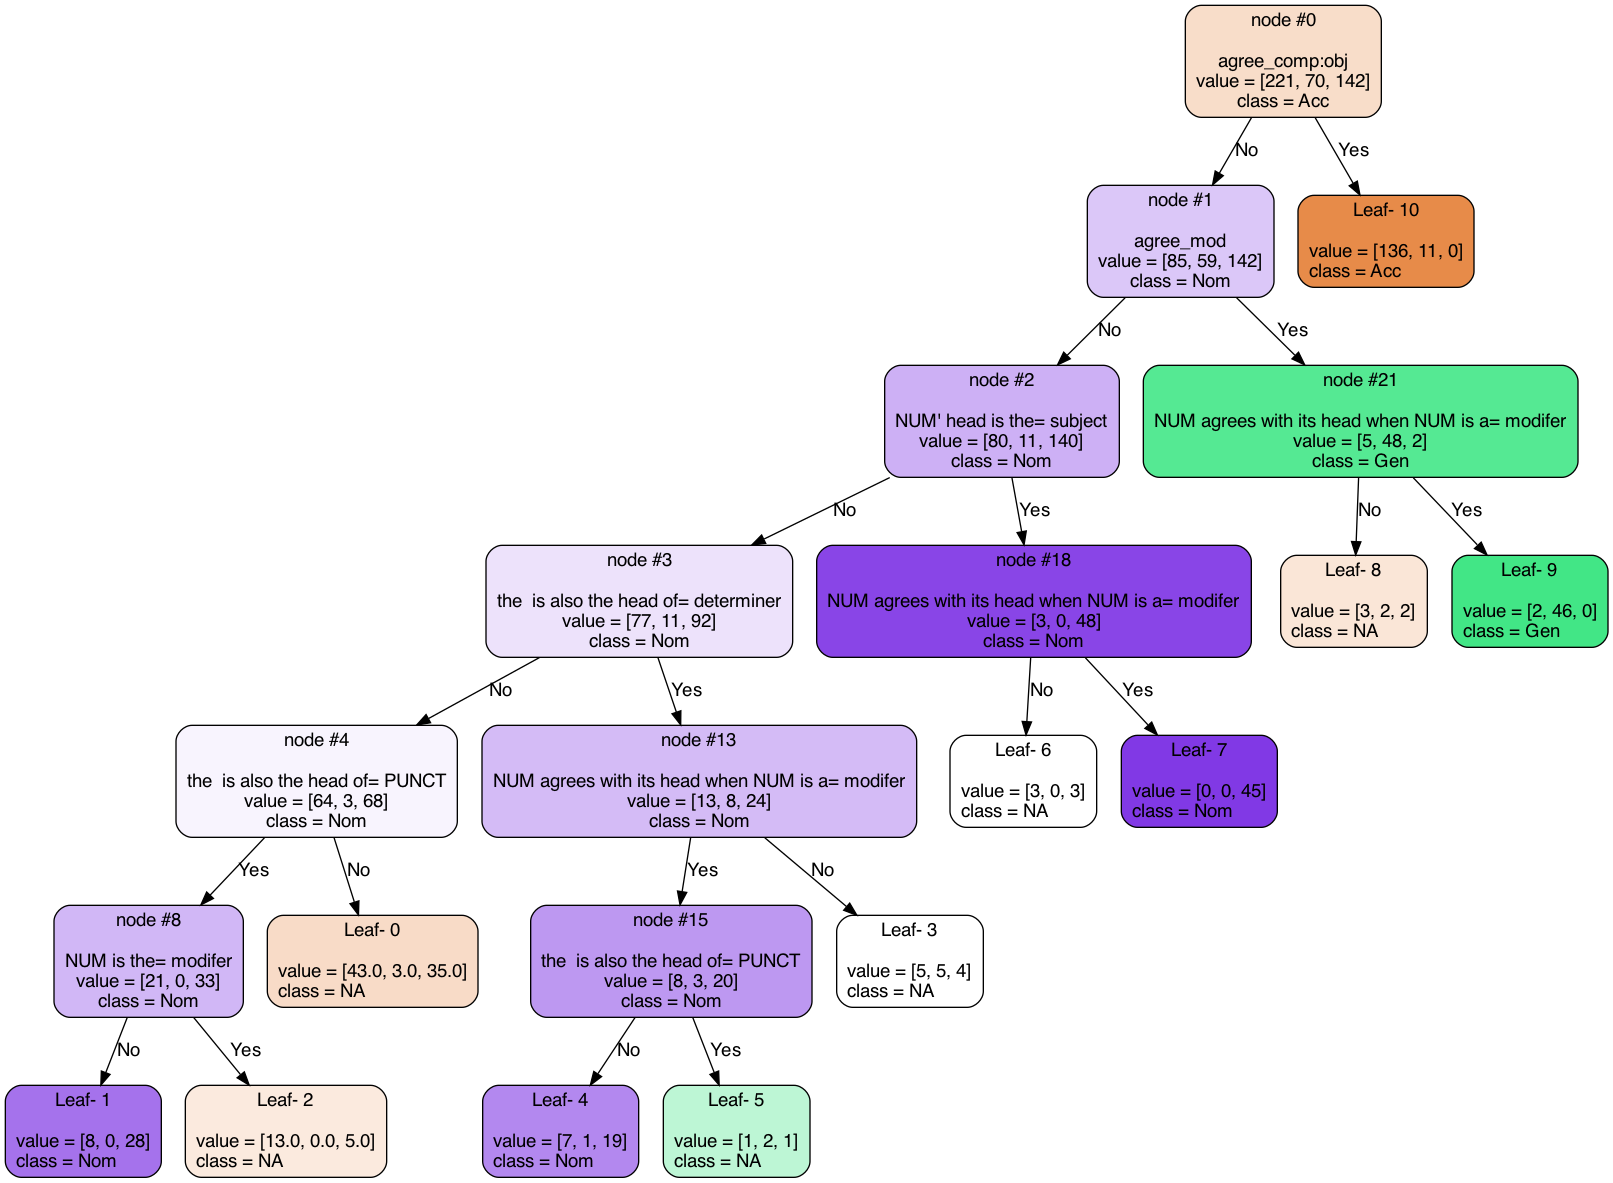 node #0
agree_comp:obj
value = [221, 70, 142]
class = Acc
No
Yes
node #1
agree_mod
value = [85, 59, 142]
class = Nom
Leaf- 10
value = [136, 11, 0]
class = Acc
No
Yes
node #2
NUM' head is the= subject
value = [80, 11, 140]
class = Nom
node #21
NUM agrees with its head when NUM is a= modifer
value = [5, 48, 2]
class = Gen
No
Yes
No
Yes
node #3
the  is also the head of= determiner
value = [77, 11, 92]
class = Nom
node #18
NUM agrees with its head when NUM is a= modifer
value = [3, 0, 48]
class = Nom
Leaf- 8
value = [3, 2, 2]
class = NA
Leaf- 9
value = [2, 46, 0]
class = Gen
No
Yes
No
Yes
node #4
the  is also the head of= PUNCT
value = [64, 3, 68]
class = Nom
node #13
NUM agrees with its head when NUM is a= modifer
value = [13, 8, 24]
class = Nom
Leaf- 6
value = [3, 0, 3]
class = NA
Leaf- 7
value = [0, 0, 45]
class = Nom
Yes
No
Yes
No
node #8
NUM is the= modifer
value = [21, 0, 33]
class = Nom
Leaf- 0
value = [43.0, 3.0, 35.0]
class = NA
node #15
the  is also the head of= PUNCT
value = [8, 3, 20]
class = Nom
Leaf- 3
value = [5, 5, 4]
class = NA
No
Yes
No
Yes
Leaf- 1
value = [8, 0, 28]
class = Nom
Leaf- 2
value = [13.0, 0.0, 5.0]
class = NA
Leaf- 4
value = [7, 1, 19]
class = Nom
Leaf- 5
value = [1, 2, 1]
class = NA